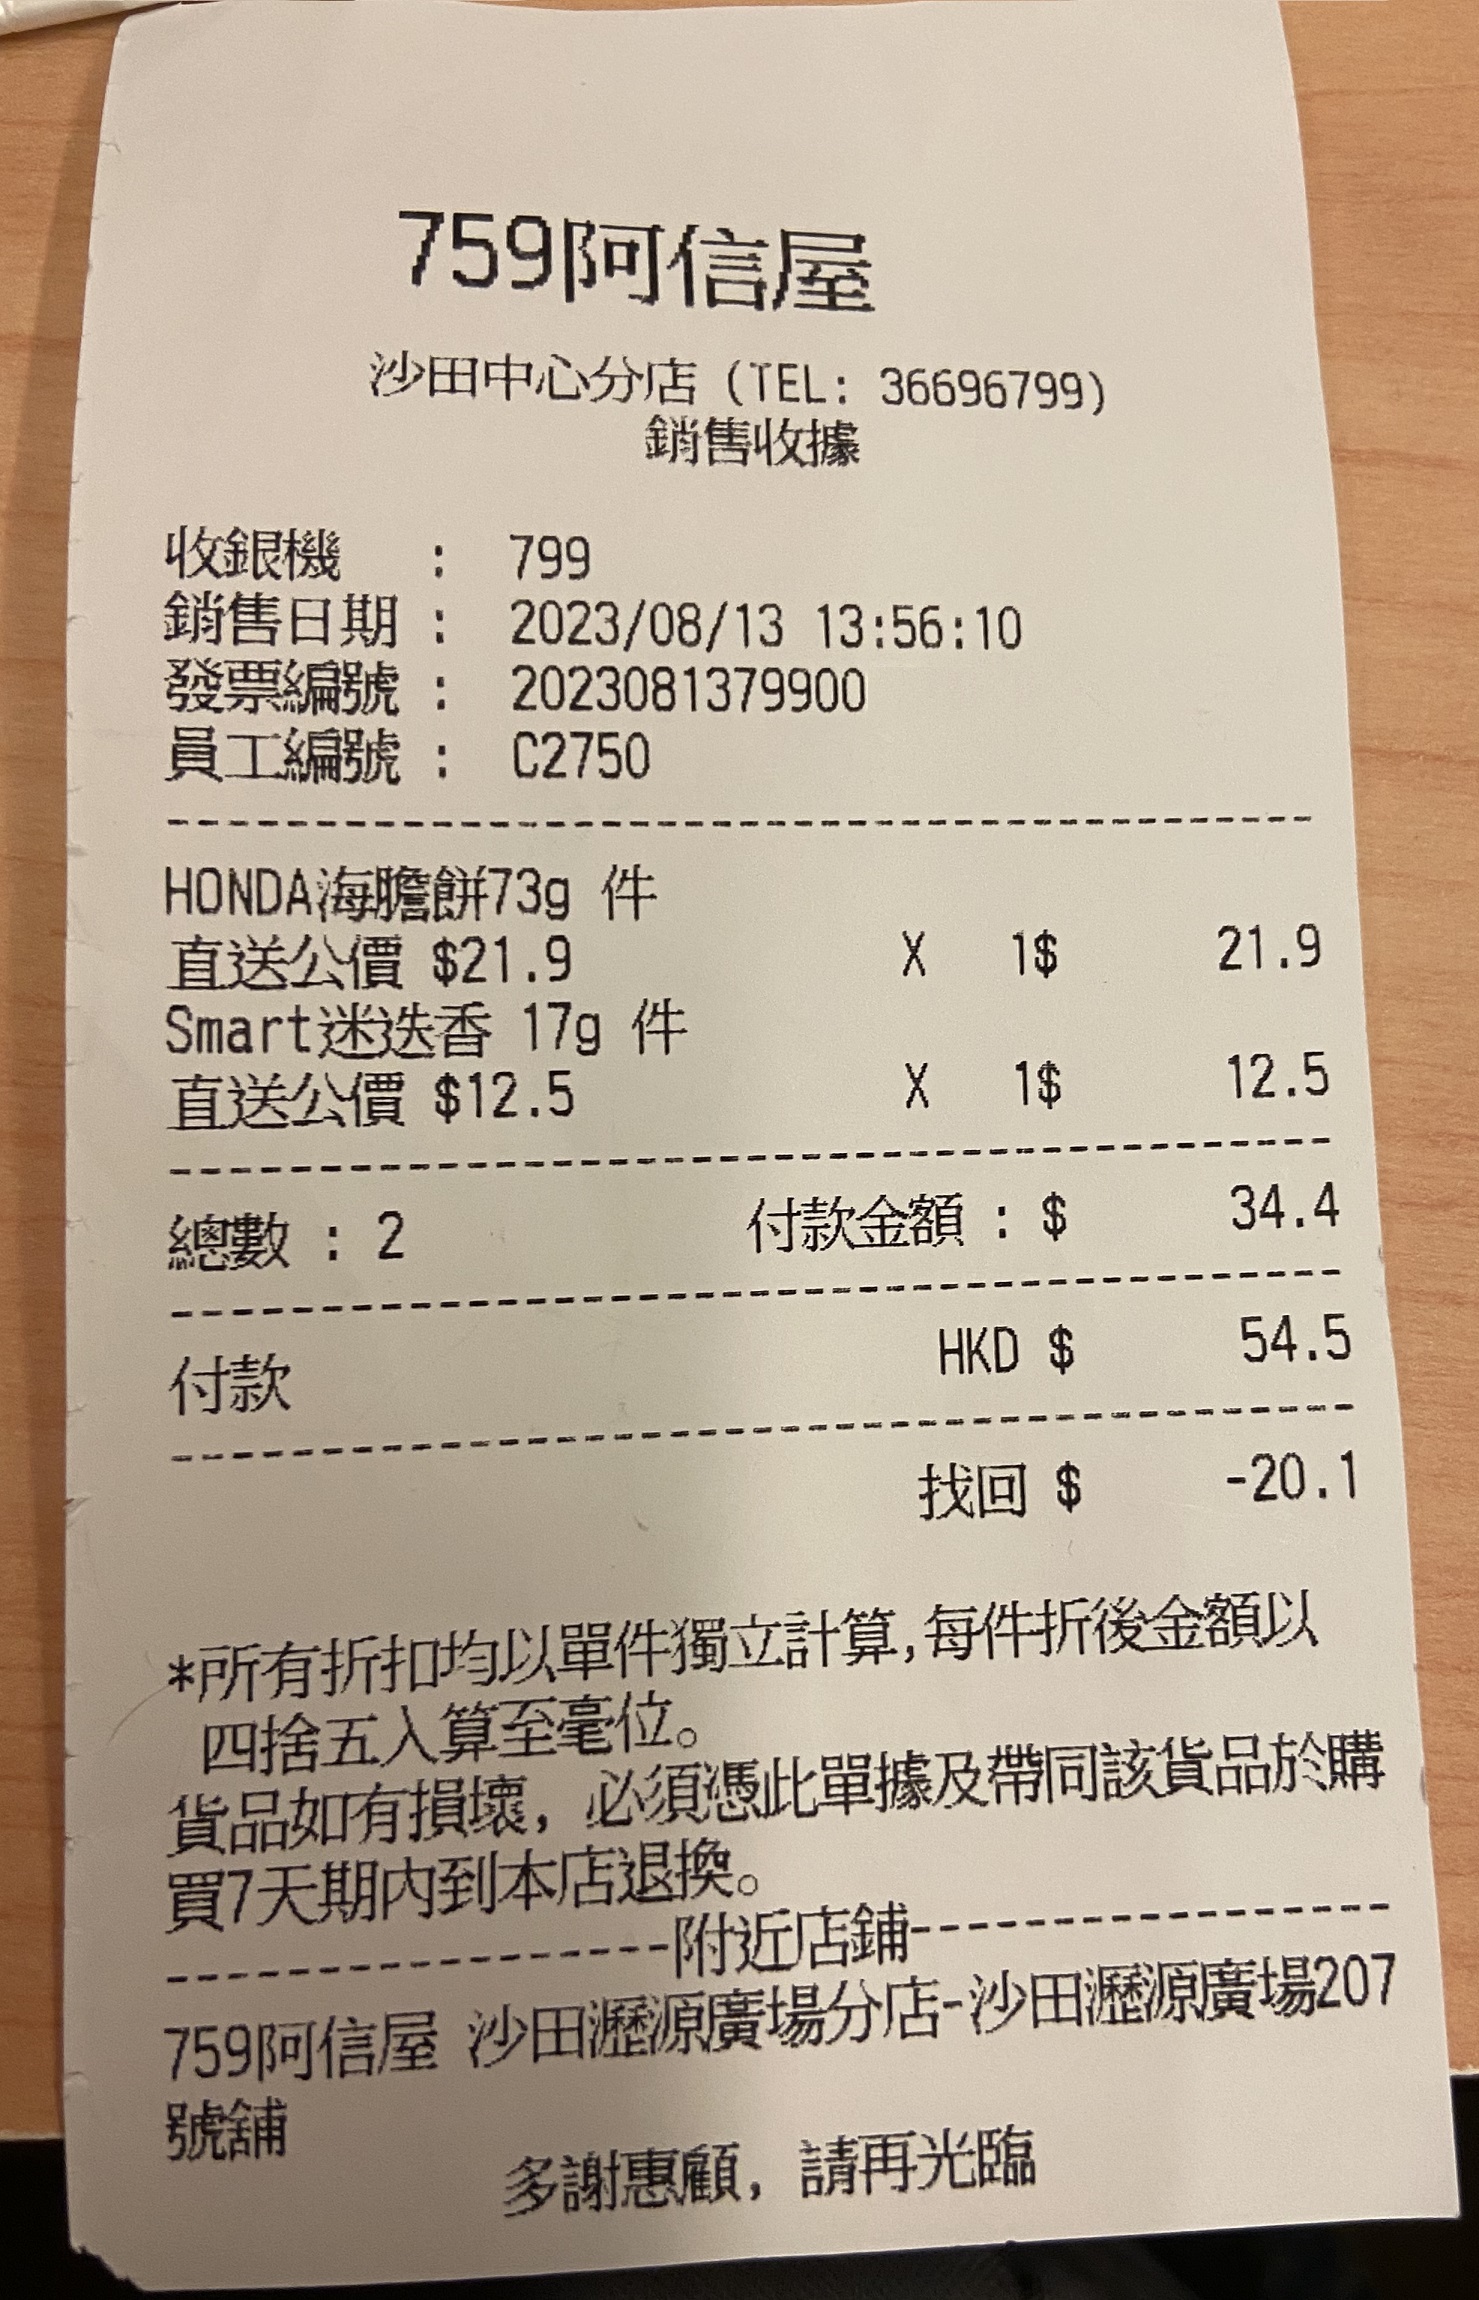 759阿信屋
沙田中心分店 (TEL: 36696799)
銷售收據
收銀機 : 799
銷售日期 : 2023/08/13 13:56:10
發票編號 : 2023081379900
員工編號 : C2750
HONDA海膽餅73g 件
直送公價 $21.9 X 1$ 21.9
Smart迷迭香 17g 件
直送公價 $12.5 X 1$ 12.5
總數 : 2 付款金額 : $ 34.4
付款 HKD $ 54.5
找回 $ -20.1
*所有折扣均以單件獨立計算,每件折後金額以
四捨五入算至毫位。
貨品如有損壞, 必須憑此單據及帶同該貨品於購
買7天期內到本店退換。
----------------附近店鋪----------------
759阿信屋 沙田瀝源廣場分店-沙田瀝源廣場207
號舖
多謝惠顧, 請再光臨